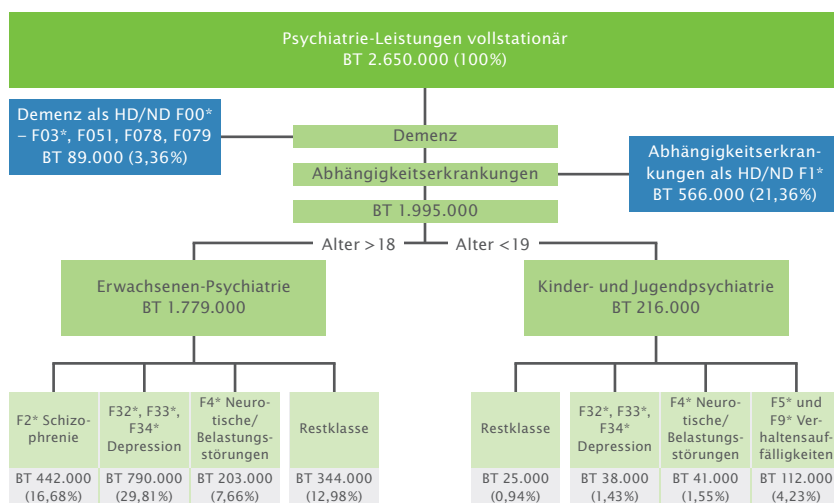 Psychiatrie-Leistungen vollstationär
BT 2.650.000 (100%)
Demenz als HD/ND F00*
– F03*, F051, F078, F079
BT 89.000 (3,36%)
Demenz
Abhängigkeitserkrankungen
BT 1.995.000
Abhängigkeitserkran-
kungen als HD/ND F1*
BT 566.000 (21,36%)
Alter >18
Alter <19
Erwachsenen-Psychiatrie
BT 1.779.000
Kinder- und Jugendpsychiatrie
BT 216.000
F2* Schizo-
phrenie
BT 442.000
(16,68%)
F32*, F33*,
F34*
Depression
BT 790.000
(29,81%)
F4* Neuro-
tische/
Belastungs-
störungen
BT 203.000
(7,66%)
Restklasse
BT 344.000
(12,98%)
Restklasse
BT 25.000
(0,94%)
F32*, F33*,
F34*
Depression
BT 38.000
(1,43%)
F4* Neuro-
tische/
Belastungs-
störungen
BT 41.000
(1,55%)
F5* und
F9* Ver-
haltensauf-
fälligkeiten
BT 112.000
(4,23%)